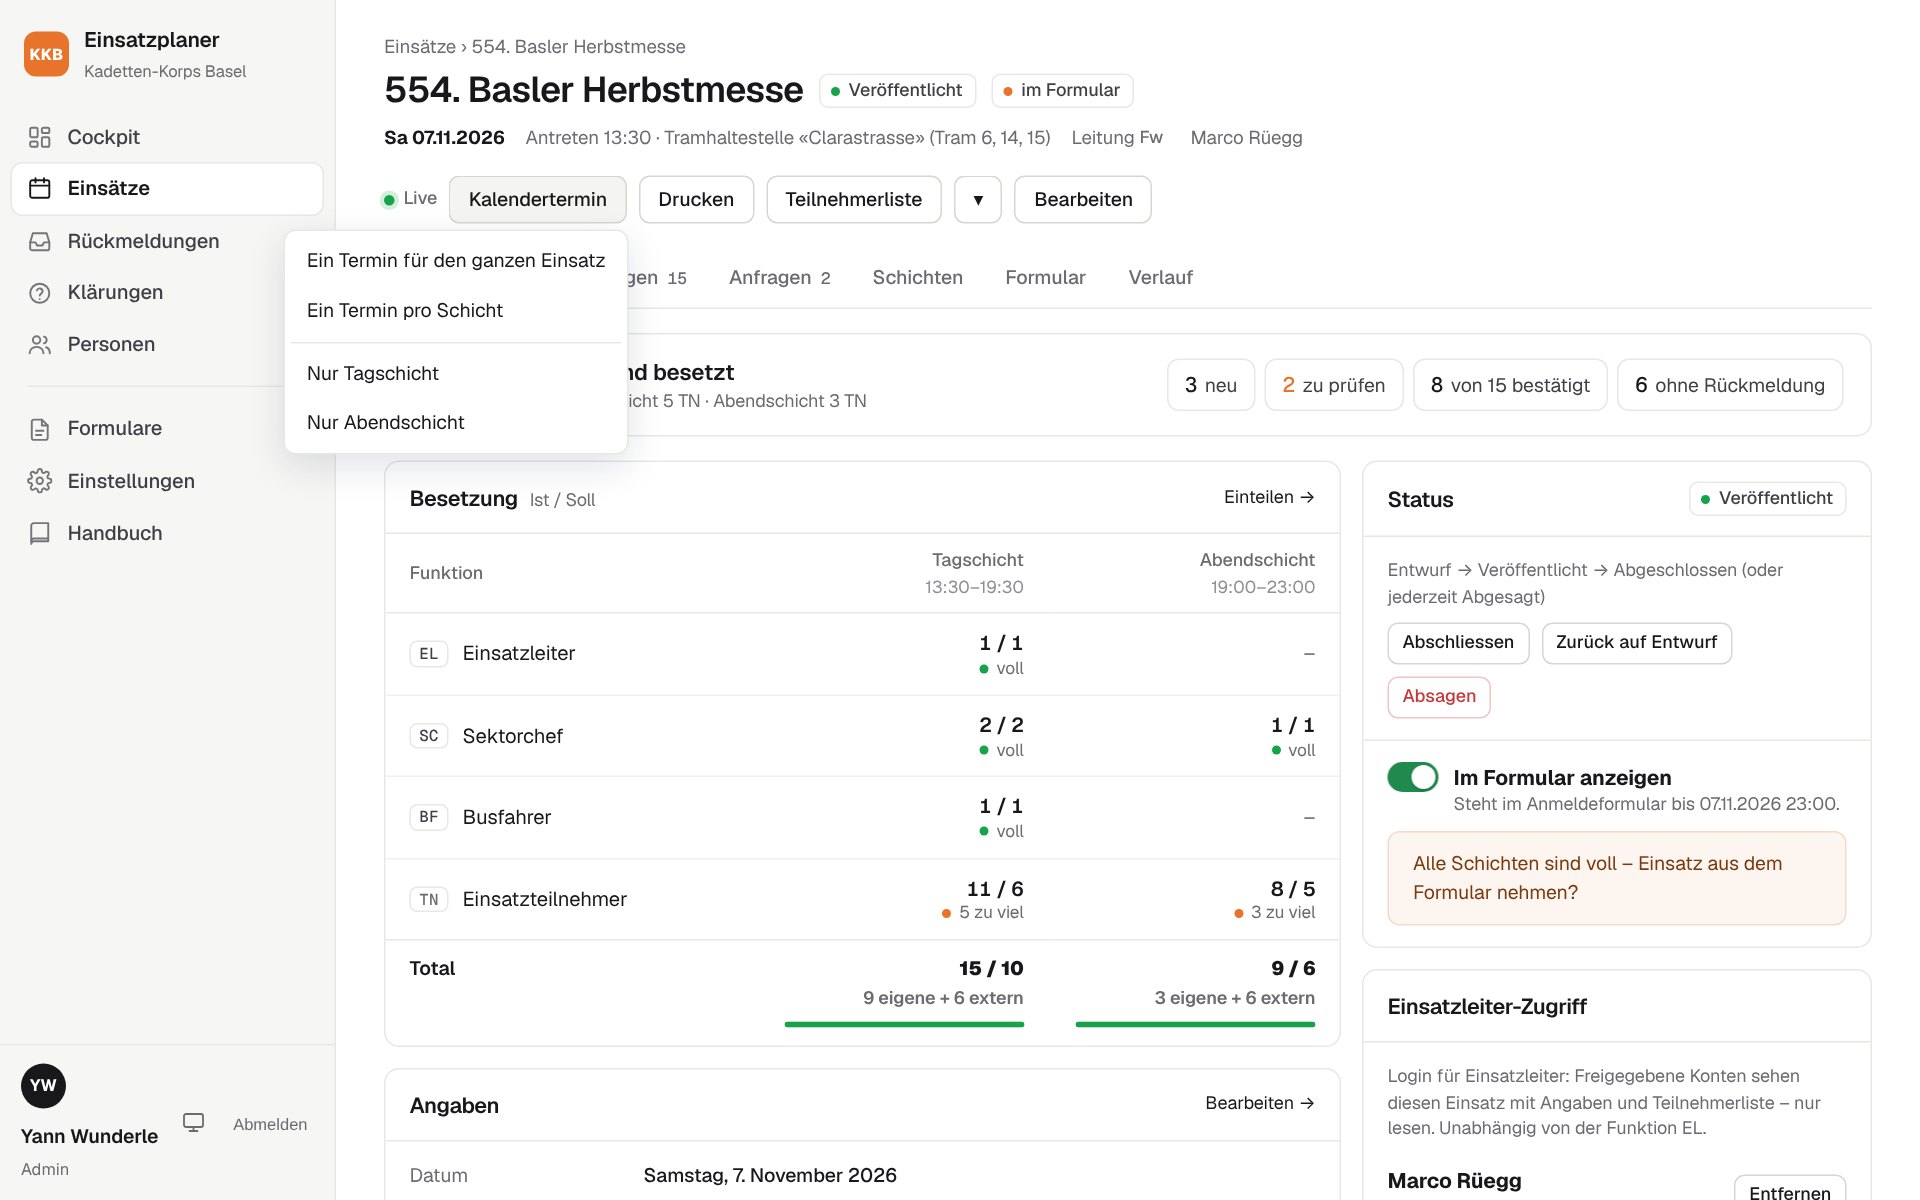 KKB
Einsatzplaner
Kadetten-Korps Basel
Cockpit
Einsätze
Rückmeldungen
Klärungen
Personen
Formulare
Einstellungen
Handbuch
YW
Yann Wunderle
Admin
Abmelden
Einsätze › 554. Basler Herbstmesse
554. Basler Herbstmesse
Veröffentlicht
im Formular
Sa 07.11.2026 Antreten 13:30 · Tramhaltestelle «Clarastrasse» (Tram 6, 14, 15) Leitung Fw Marco Rüegg
Live
Kalendertermin
Drucken
Teilnehmerliste
▼
Bearbeiten
Ein Termin für den ganzen Einsatz
Ein Termin pro Schicht
Nur Tagschicht
Nur Abendschicht
gen 15
Anfragen 2
Schichten
Formular
Verlauf
nd besetzt
icht 5 TN · Abendschicht 3 TN
3 neu
2 zu prüfen
8 von 15 bestätigt
6 ohne Rückmeldung
Besetzung Ist / Soll
Einteilen →
Funktion
Tagschicht
13:30–19:30
Abendschicht
19:00–23:00
EL Einsatzleiter
1 / 1
voll
–
SC Sektorchef
2 / 2
voll
1 / 1
voll
BF Busfahrer
1 / 1
voll
–
TN Einsatzteilnehmer
11 / 6
5 zu viel
8 / 5
3 zu viel
Total
15 / 10
9 eigene + 6 extern
9 / 6
3 eigene + 6 extern
Angaben
Bearbeiten →
Datum
Samstag, 7. November 2026
Status
Veröffentlicht
Entwurf → Veröffentlicht → Abgeschlossen (oder
jederzeit Abgesagt)
Abschliessen
Zurück auf Entwurf
Absagen
Im Formular anzeigen
Steht im Anmeldeformular bis 07.11.2026 23:00.
Alle Schichten sind voll – Einsatz aus dem
Formular nehmen?
Einsatzleiter-Zugriff
Login für Einsatzleiter: Freigegebene Konten sehen
diesen Einsatz mit Angaben und Teilnehmerliste – nur
lesen. Unabhängig von der Funktion EL.
Marco Rüegg
Entfernen